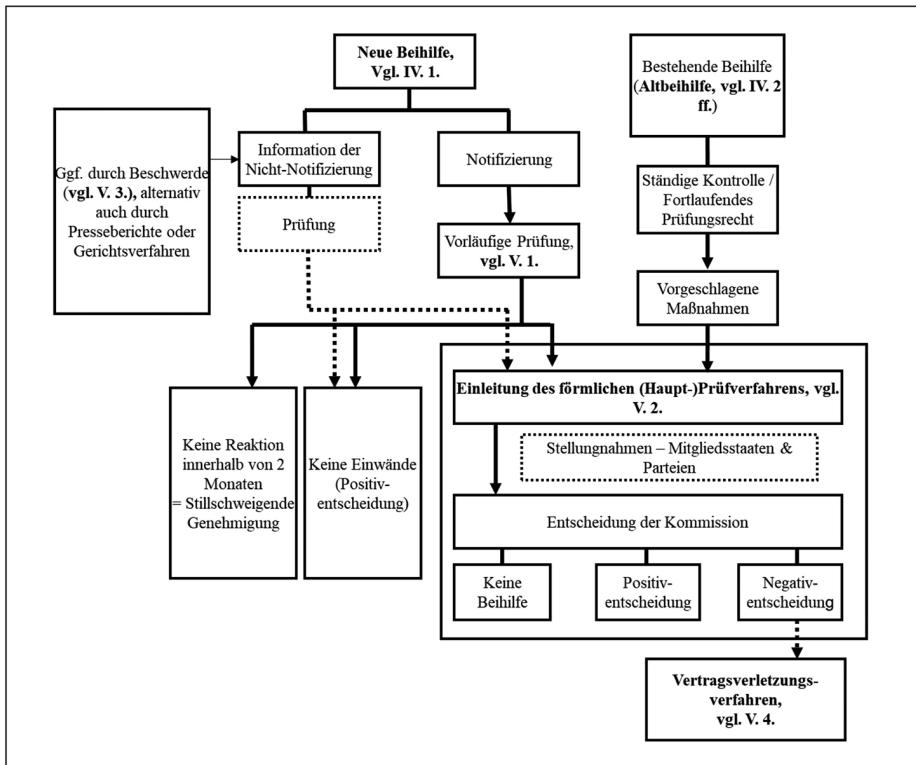 Neue Beihilfe,
Vgl. IV. 1.
Bestehende Beihilfe
(Altbeihilfe, vgl. IV. 2
ff.)
Ggf. durch Beschwerde
(vgl. V. 3.), alternativ
auch durch
Presseberichte oder
Gerichtsverfahren
Information der
Nicht-Notifizierung
Notifizierung
Ständige Kontrolle /
Fortlaufendes
Prüfungsrecht
Prüfung
Vorläufige Prüfung,
vgl. V. 1.
Vorgeschlagene
Maßnahmen
Keine Reaktion
innerhalb von 2
Monaten
= Stillschweigende
Genehmigung
Keine Einwände
(Positiv-
entscheidung)
Einleitung des förmlichen (Haupt-)Prüfverfahrens, vgl.
V. 2.
Stellungnahmen – Mitgliedsstaaten &
Parteien
Entscheidung der Kommission
Keine
Beihilfe
Positiv-
entscheidung
Negativ-
entscheidung
Vertragsverletzungs-
verfahren,
vgl. V. 4.